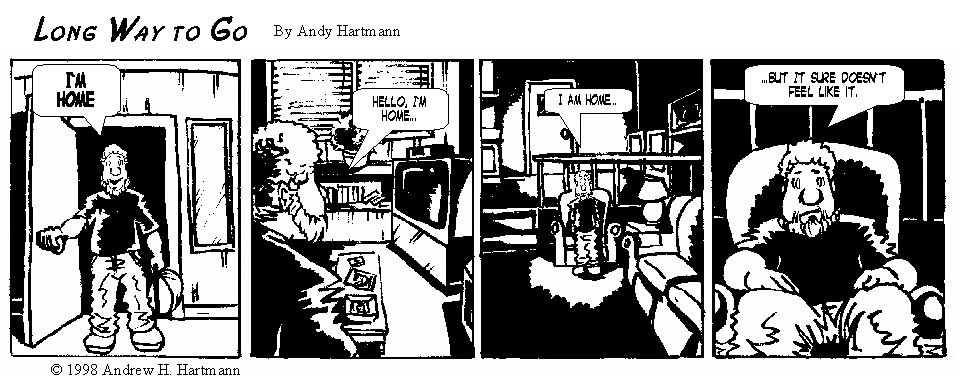 LONG WAY TO GO
By Andy Hartmann
I'M
HOME
HELLO, I'M
HOME...
I AM HOME...
...BUT IT SURE DOESN'T
FEEL LIKE IT.
© 1998 Andrew H. Hartmann